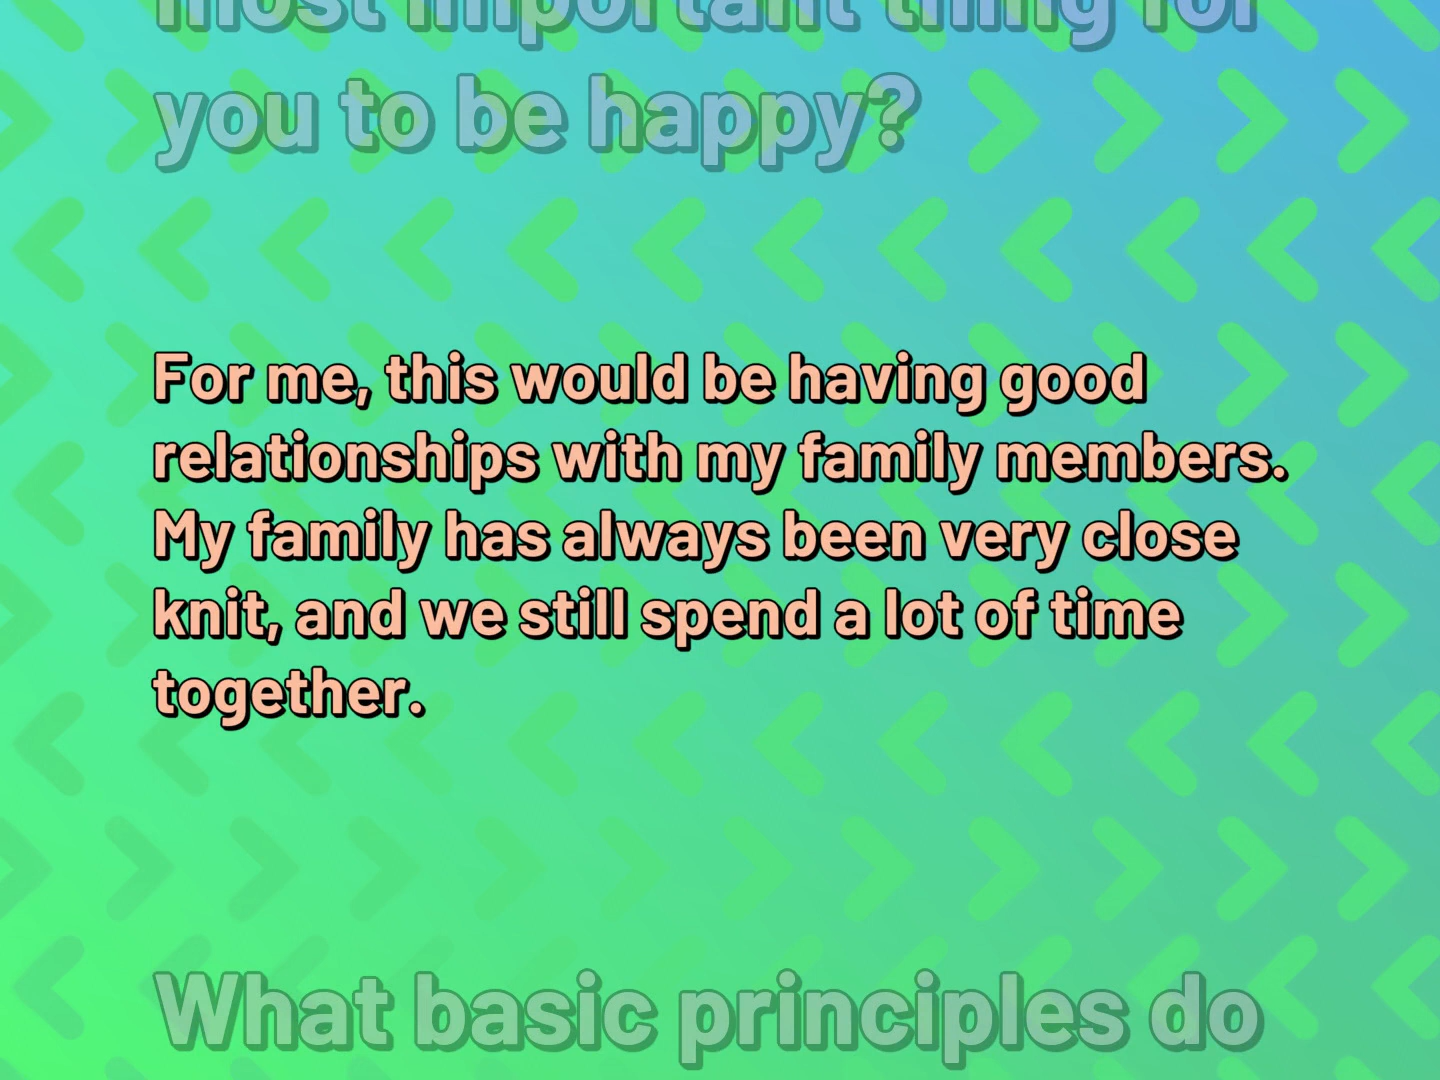 most important thing for
you to be happy?
For me, this would be having good
relationships with my family members.
My family has always been very close
knit, and we still spend a lot of time
together.
What basic principles do